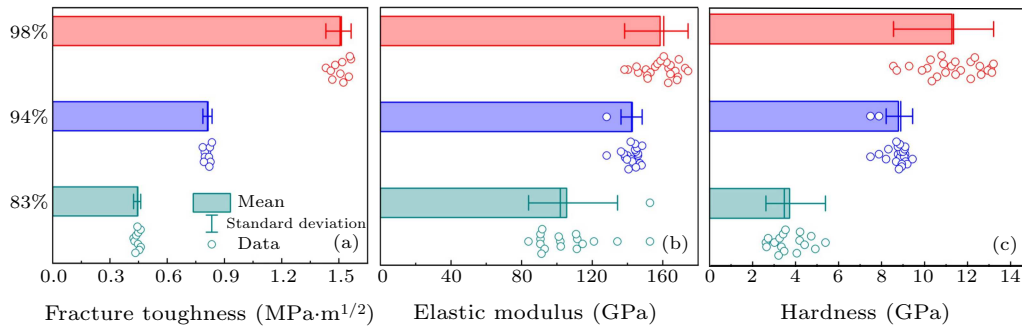 98%
94%
83%
Mean
Standard deviation
Data
(a)
(b)
(c)
0.0 0.3 0.6 0.9 1.2 1.5
0 40 80 120 160
0 2 4 6 8 10 12 14
Fracture toughness (MPa·m1/2)
Elastic modulus (GPa)
Hardness (GPa)